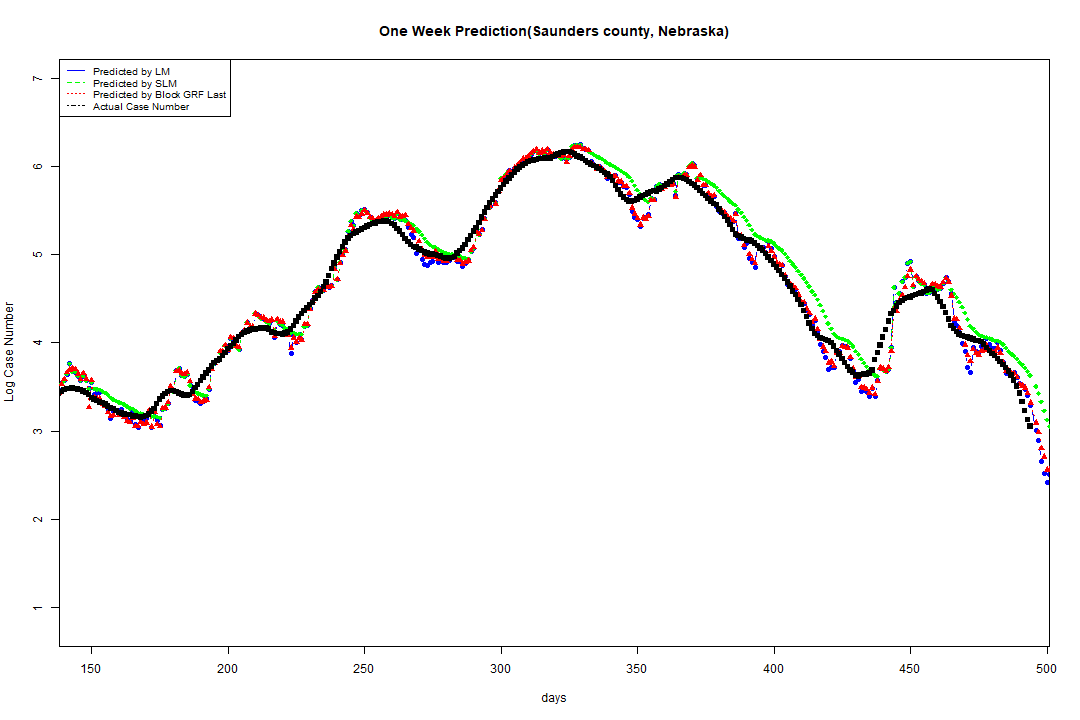 One Week Prediction(Saunders county, Nebraska)
Predicted by LM
Predicted by SLM
Predicted by Block GRF Last
Actual Case Number
Log Case Number
7
6
5
4
3
2
1
150 200 250 300 350 400 450 500
days